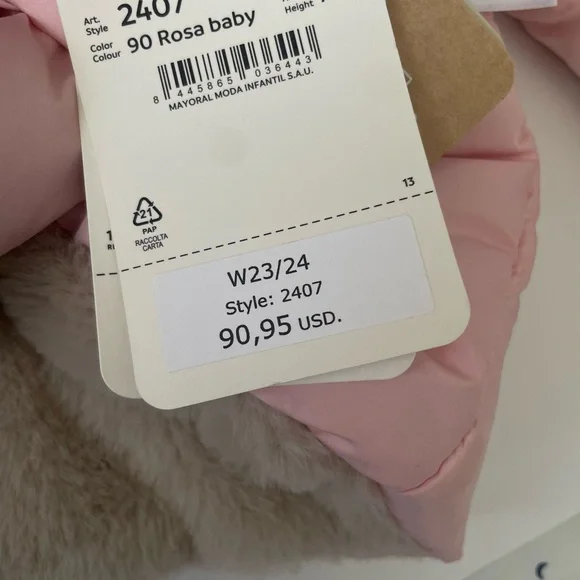 Art.
Style 2407
Height
Color
Colour 90 Rosa baby
8 445865 036443
MAYORAL MODA INFANTIL S.A.U.
13
21
PAP
RACCOLTA
CARTA
W23/24
Style: 2407
90,95 USD.